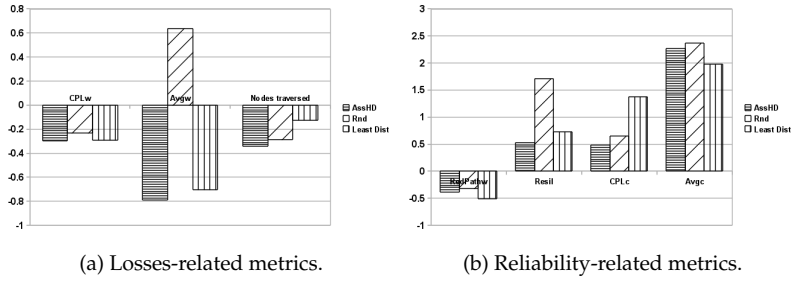 0.8
0.6
0.4
0.2
0
-0.2
-0.4
-0.6
-0.8
-1
CPLw
Avgw
Nodes traversed
AssHD
Rnd
Least Dist
(a) Losses-related metrics.
3
2.5
2
1.5
1
0.5
0
-0.5
-1
RedPathw
Resil
CPLc
Avgc
AssHD
Rnd
Least Dist
(b) Reliability-related metrics.